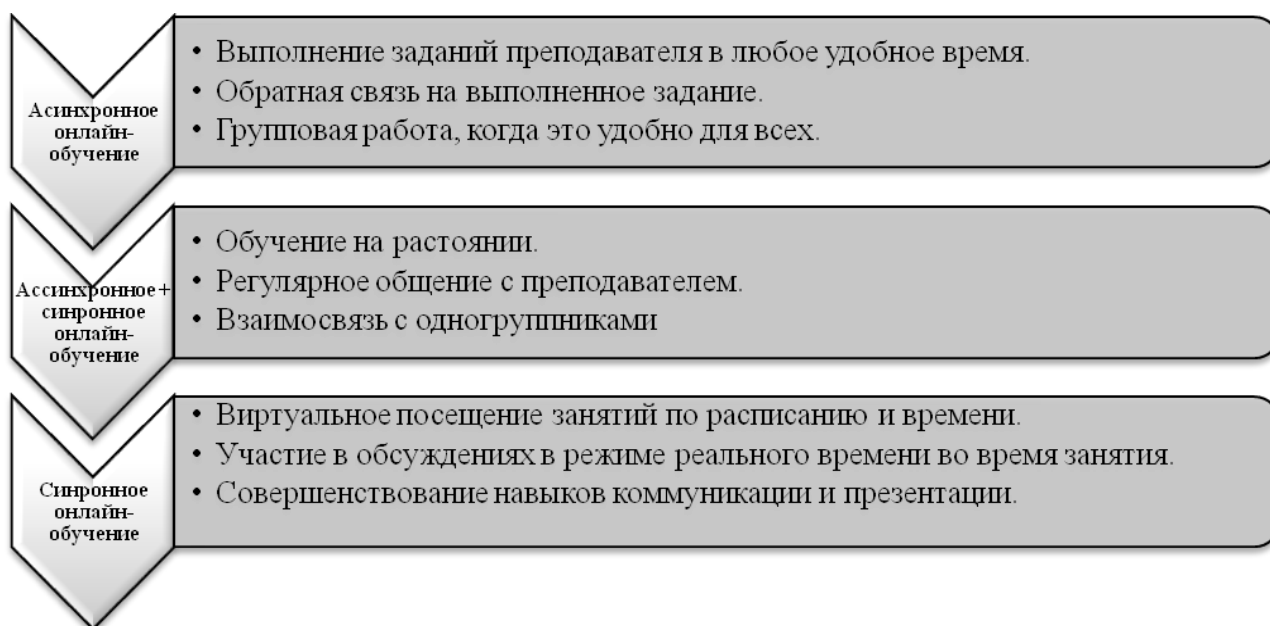 Асинхронное
онлайн-
обучение
• Выполнение заданий преподавателя в любое удобное время.
• Обратная связь на выполненное задание.
• Групповая работа, когда это удобно для всех.
Ассинхронное+
синронное
онлайн-
обучение
• Обучение на растоянии.
• Регулярное общение с преподавателем.
• Взаимосвязь с одногруппниками
Синронное
онлайн-
обучение
• Виртуальное посещение занятий по расписанию и времени.
• Участие в обсуждениях в режиме реального времени во время занятия.
• Совершенствование навыков коммуникации и презентации.